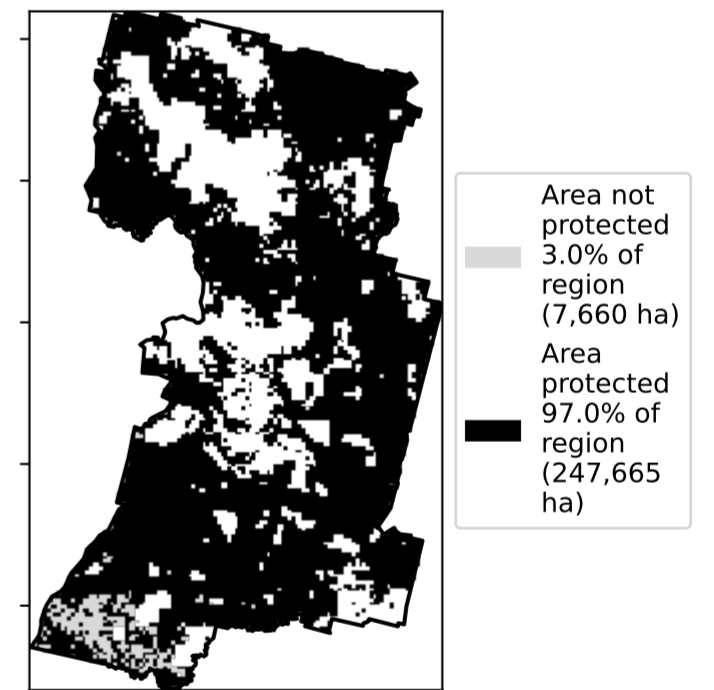 Area not
protected
3.0% of
region
(7,660 ha)
Area
protected
97.0% of
region
(247,665
ha)